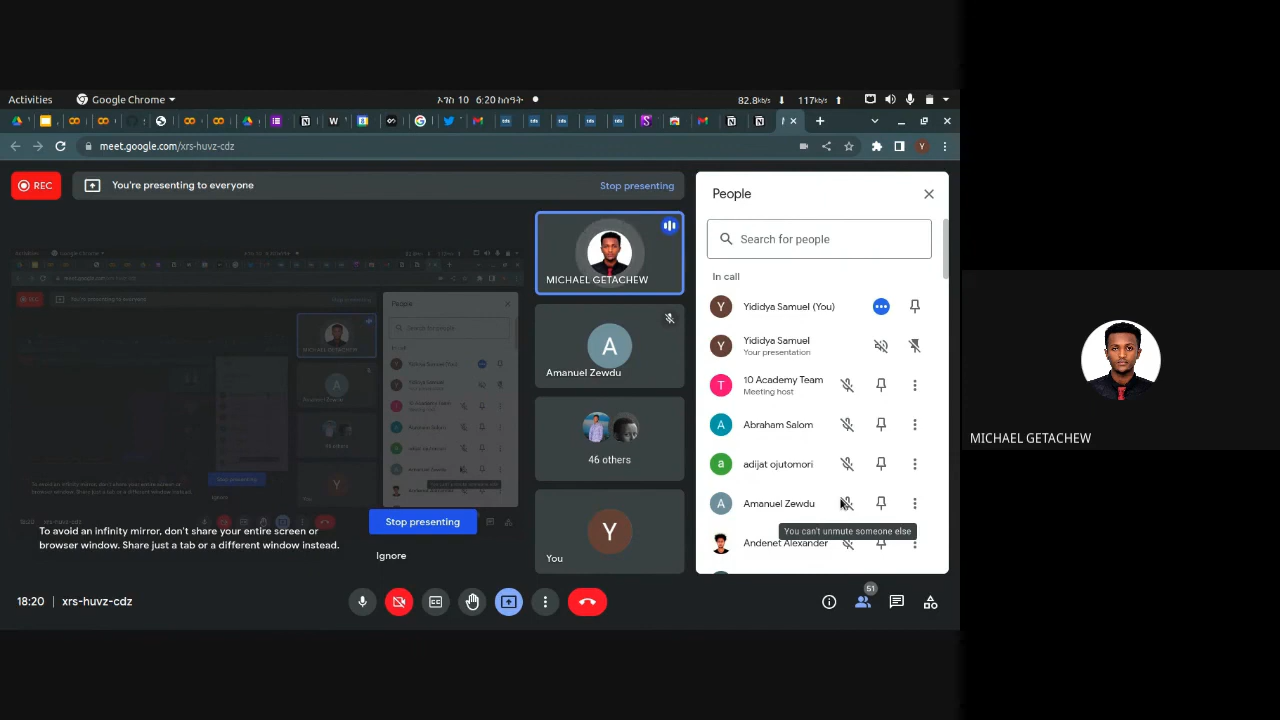 Activities
Google Chrome
ኦገስ 10 6:20 ከሰዓት
82.8kb/s
117kb/s
W
meet.google.com/xrs-huvz-cdz
Y
REC
You're presenting to everyone
Stop presenting
People
Search for people
In call
Y
Yididya Samuel (You)
Yididya Samuel
Your presentation
T
10 Academy Team
Meeting host
A
Abraham Salom
a
adijat ojutomori
A
Amanuel Zewdu
You can't unmute someone else
Andenet Alexander
MICHAEL GETACHEW
A
Amanuel Zewdu
46 others
Y
You
To avoid an infinity mirror, don't share your entire screen or
browser window. Share just a tab or a different window instead.
Stop presenting
Ignore
18:20 | xrs-huvz-cdz
51
MICHAEL GETACHEW